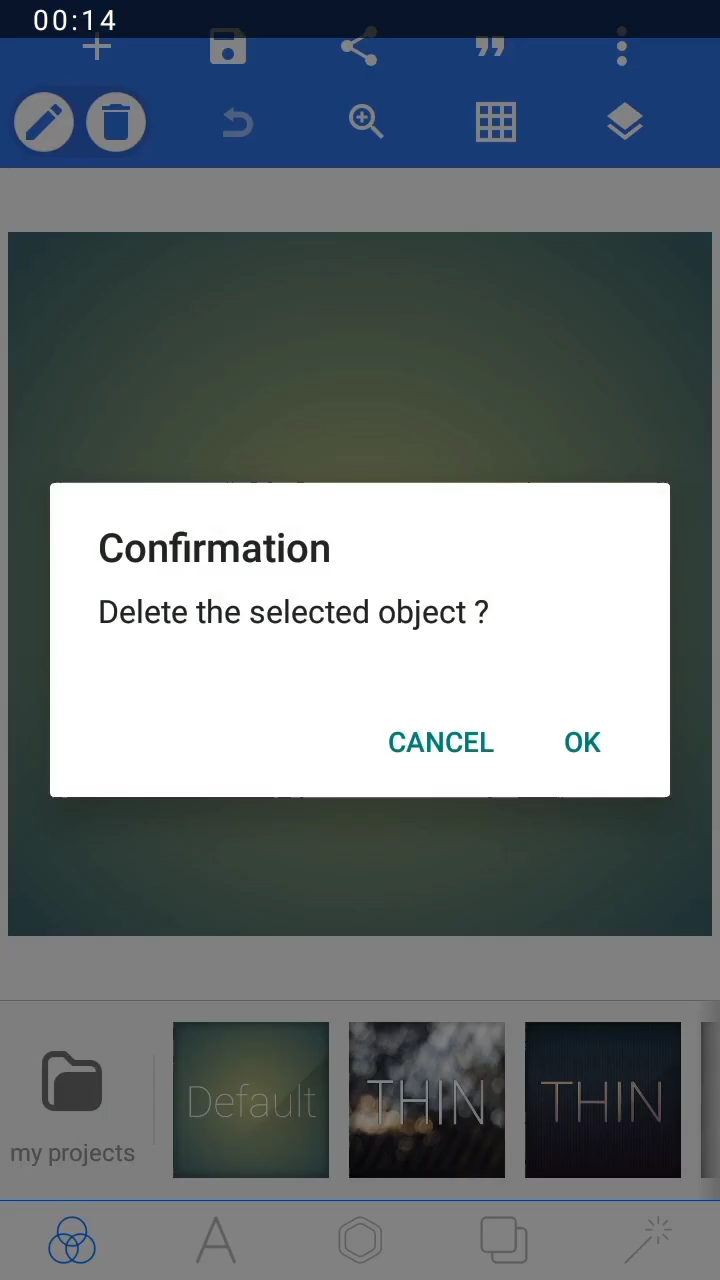 00:14
Confirmation
Delete the selected object ?
CANCEL OK
my projects
Default
THIN
THIN